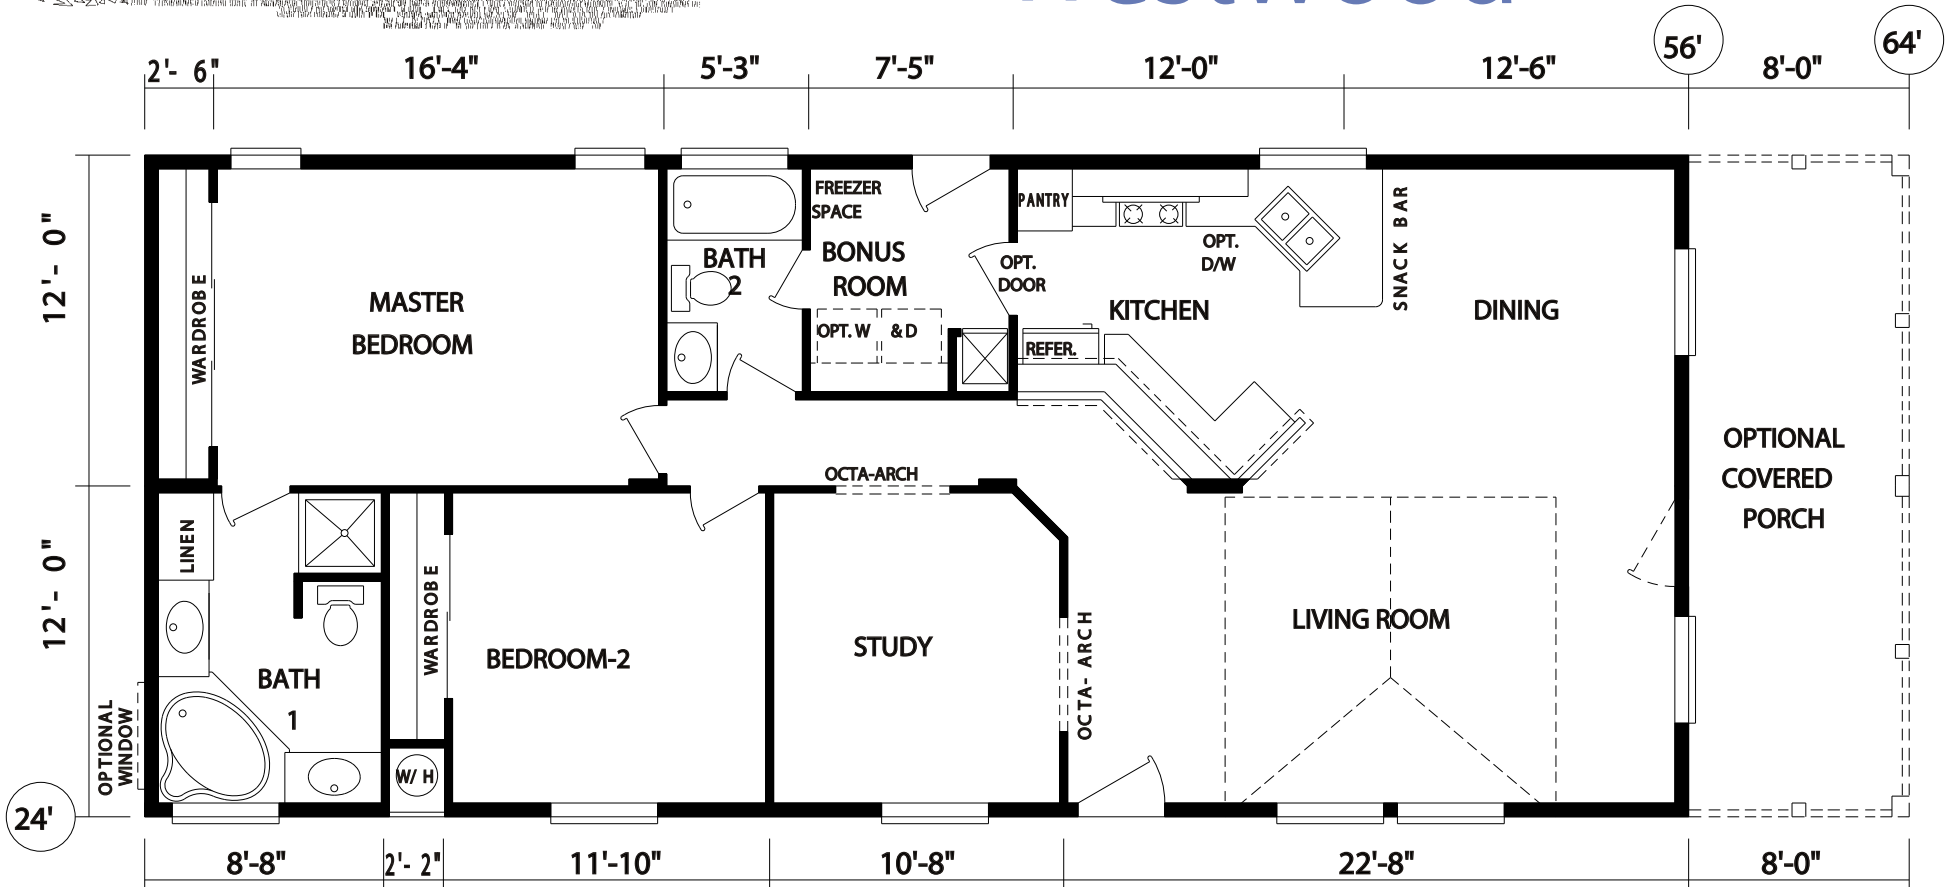 Westwood
56'
64'
2'- 6"
16'-4"
5'-3"
7'-5"
12'-0"
12'-6"
8'-0"
12'- 0"
12'- 0"
24'
WARDROBE
MASTER
BEDROOM
BATH
2
FREEZER
SPACE
BONUS
ROOM
OPT. W & D
OPT.
DOOR
PANTRY
OPT.
D/W
KITCHEN
REFER.
SNACK BAR
DINING
OPTIONAL
COVERED
PORCH
OCTA-ARCH
LINEN
BATH
1
OPTIONAL
WINDOW
WARDROBE
W/ H
BEDROOM-2
STUDY
OCTA- ARCH
LIVING ROOM
8'-8"
2'- 2"
11'-10"
10'-8"
22'-8"
8'-0"